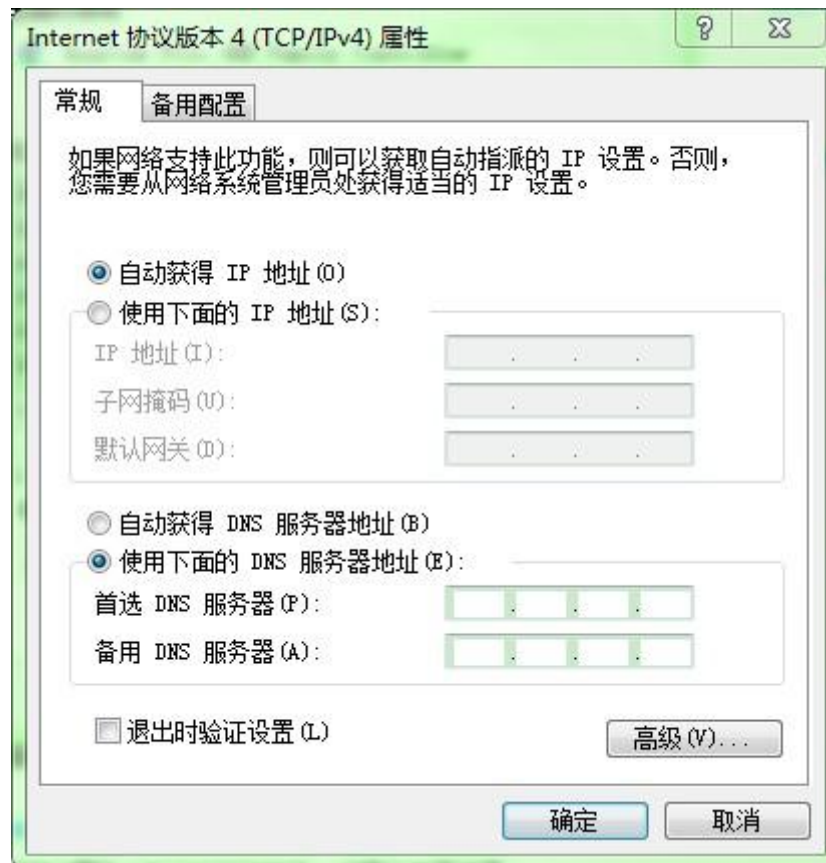 Internet 协议版本 4 (TCP/IPv4) 属性
常规
备用配置
如果网络支持此功能，则可以获取自动指派的 IP 设置。否则，
您需要从网络系统管理员处获得适当的 IP 设置。
自动获得 IP 地址(O)
使用下面的 IP 地址(S):
IP 地址(I):
子网掩码(U):
默认网关(D):
自动获得 DNS 服务器地址(B)
使用下面的 DNS 服务器地址(E):
首选 DNS 服务器(P):
备用 DNS 服务器(A):
退出时验证设置(L)
高级(V)...
确定
取消